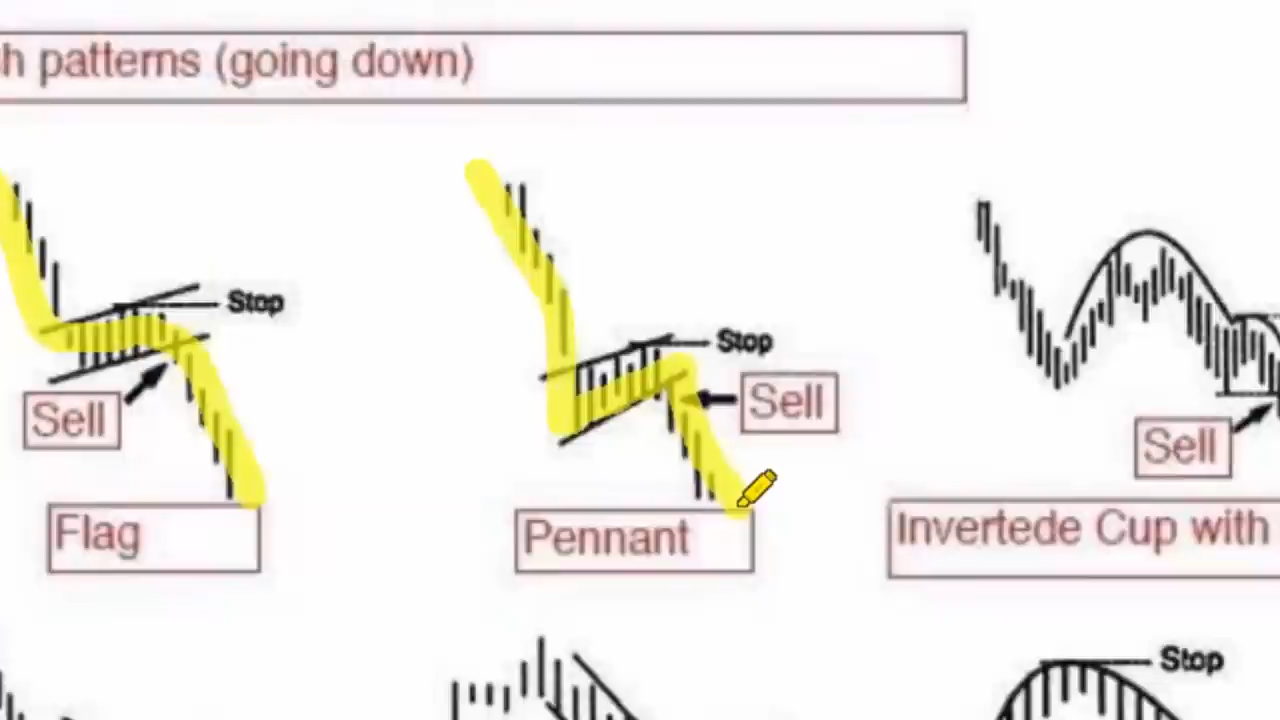 h patterns (going down)
Stop
Stop
Sell
Sell
Sell
Flag
Pennant
Invertede Cup with
Stop